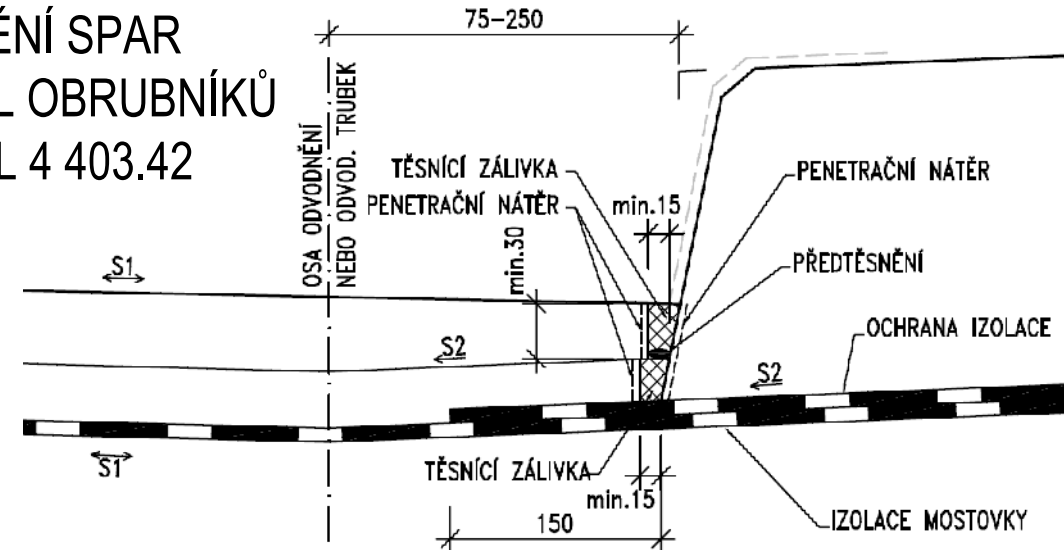 ĚNÍ SPAR
L OBRUBNÍKŮ
L 4 403.42
75-250
OSA ODVODNĚNÍ
NEBO ODVOD. TRUBEK
TĚSNÍCÍ ZÁLIVKA
PENETRAČNÍ NÁTĚR
min.15
min.30
PENETRAČNÍ NÁTĚR
PŘEDTĚSNĚNÍ
OCHRANA IZOLACE
S1
S2
S2
S1
TĚSNÍCÍ ZÁLIVKA
min.15
150
IZOLACE MOSTOVKY